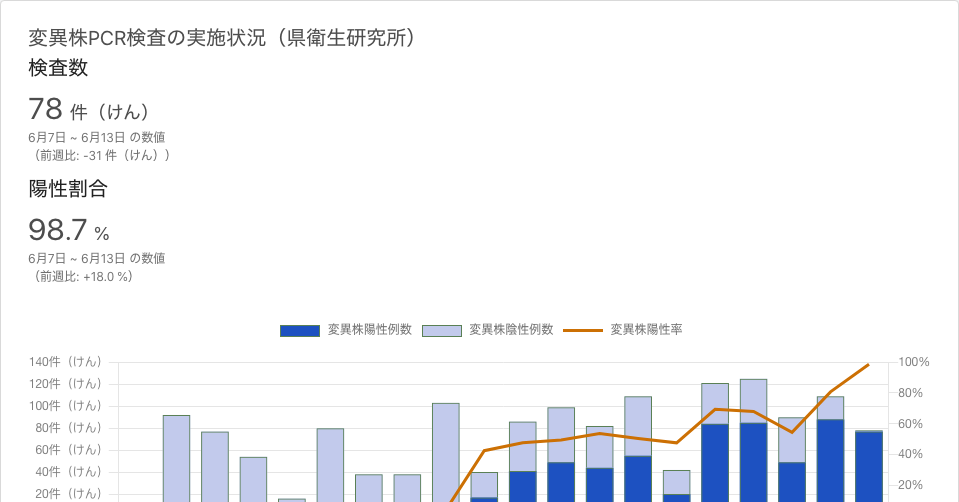 変異株PCR検査の実施状況（県衛生研究所）
検査数
78 件（けん）
6月7日 ~ 6月13日 の数値
（前週比: -31 件（けん））
陽性割合
98.7 %
6月7日 ~ 6月13日 の数値
（前週比: +18.0 %）
変異株陽性例数 変異株陰性例数 変異株陽性率
140件（けん） 100%
120件（けん）
80%
100件（けん）
80件（けん） 60%
60件（けん） 40%
40件（けん）
20% 
20件（けん）